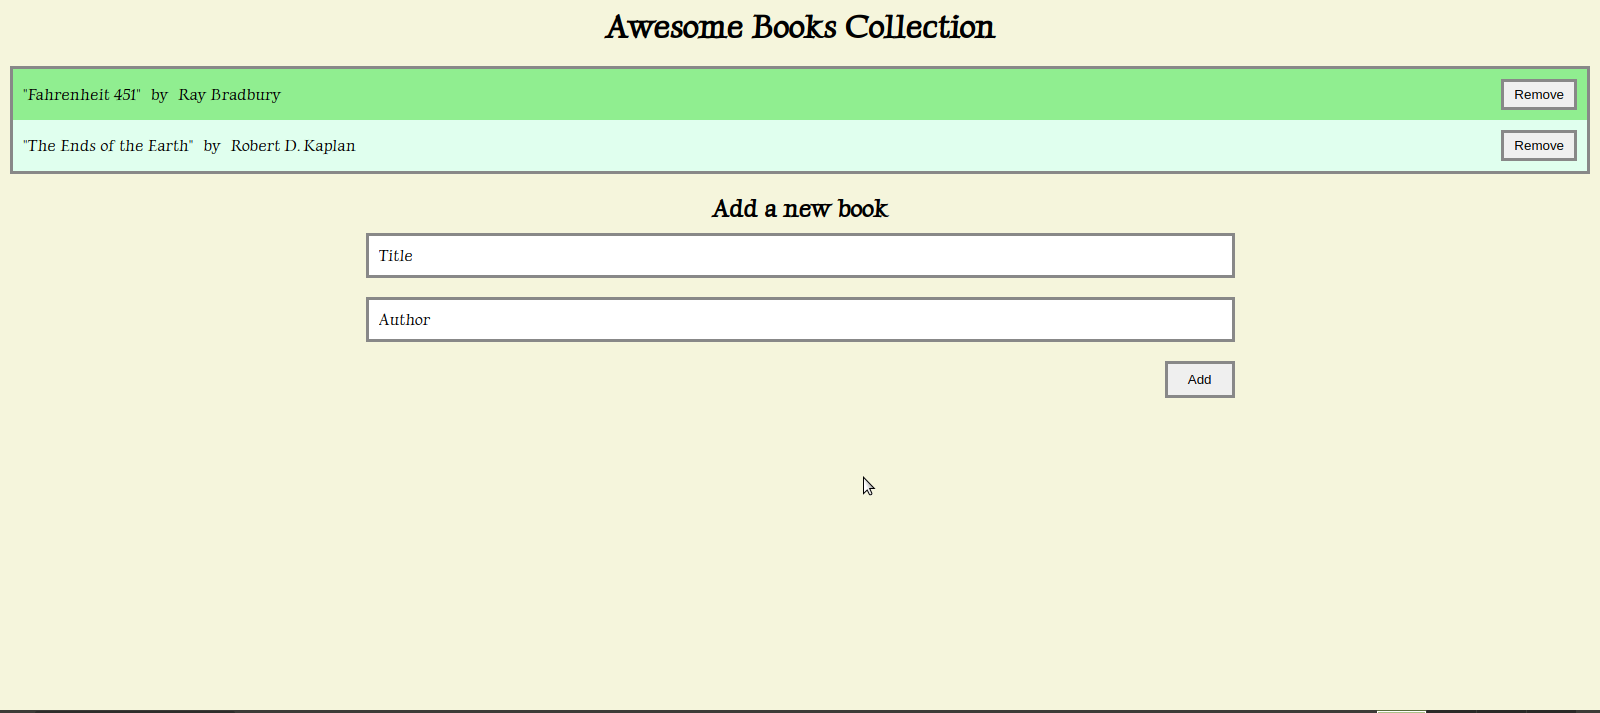 Awesome Books Collection
"Fahrenheit 451" by Ray Bradbury Remove
"The Ends of the Earth" by Robert D. Kaplan Remove
Add a new book
Title
Author
Add